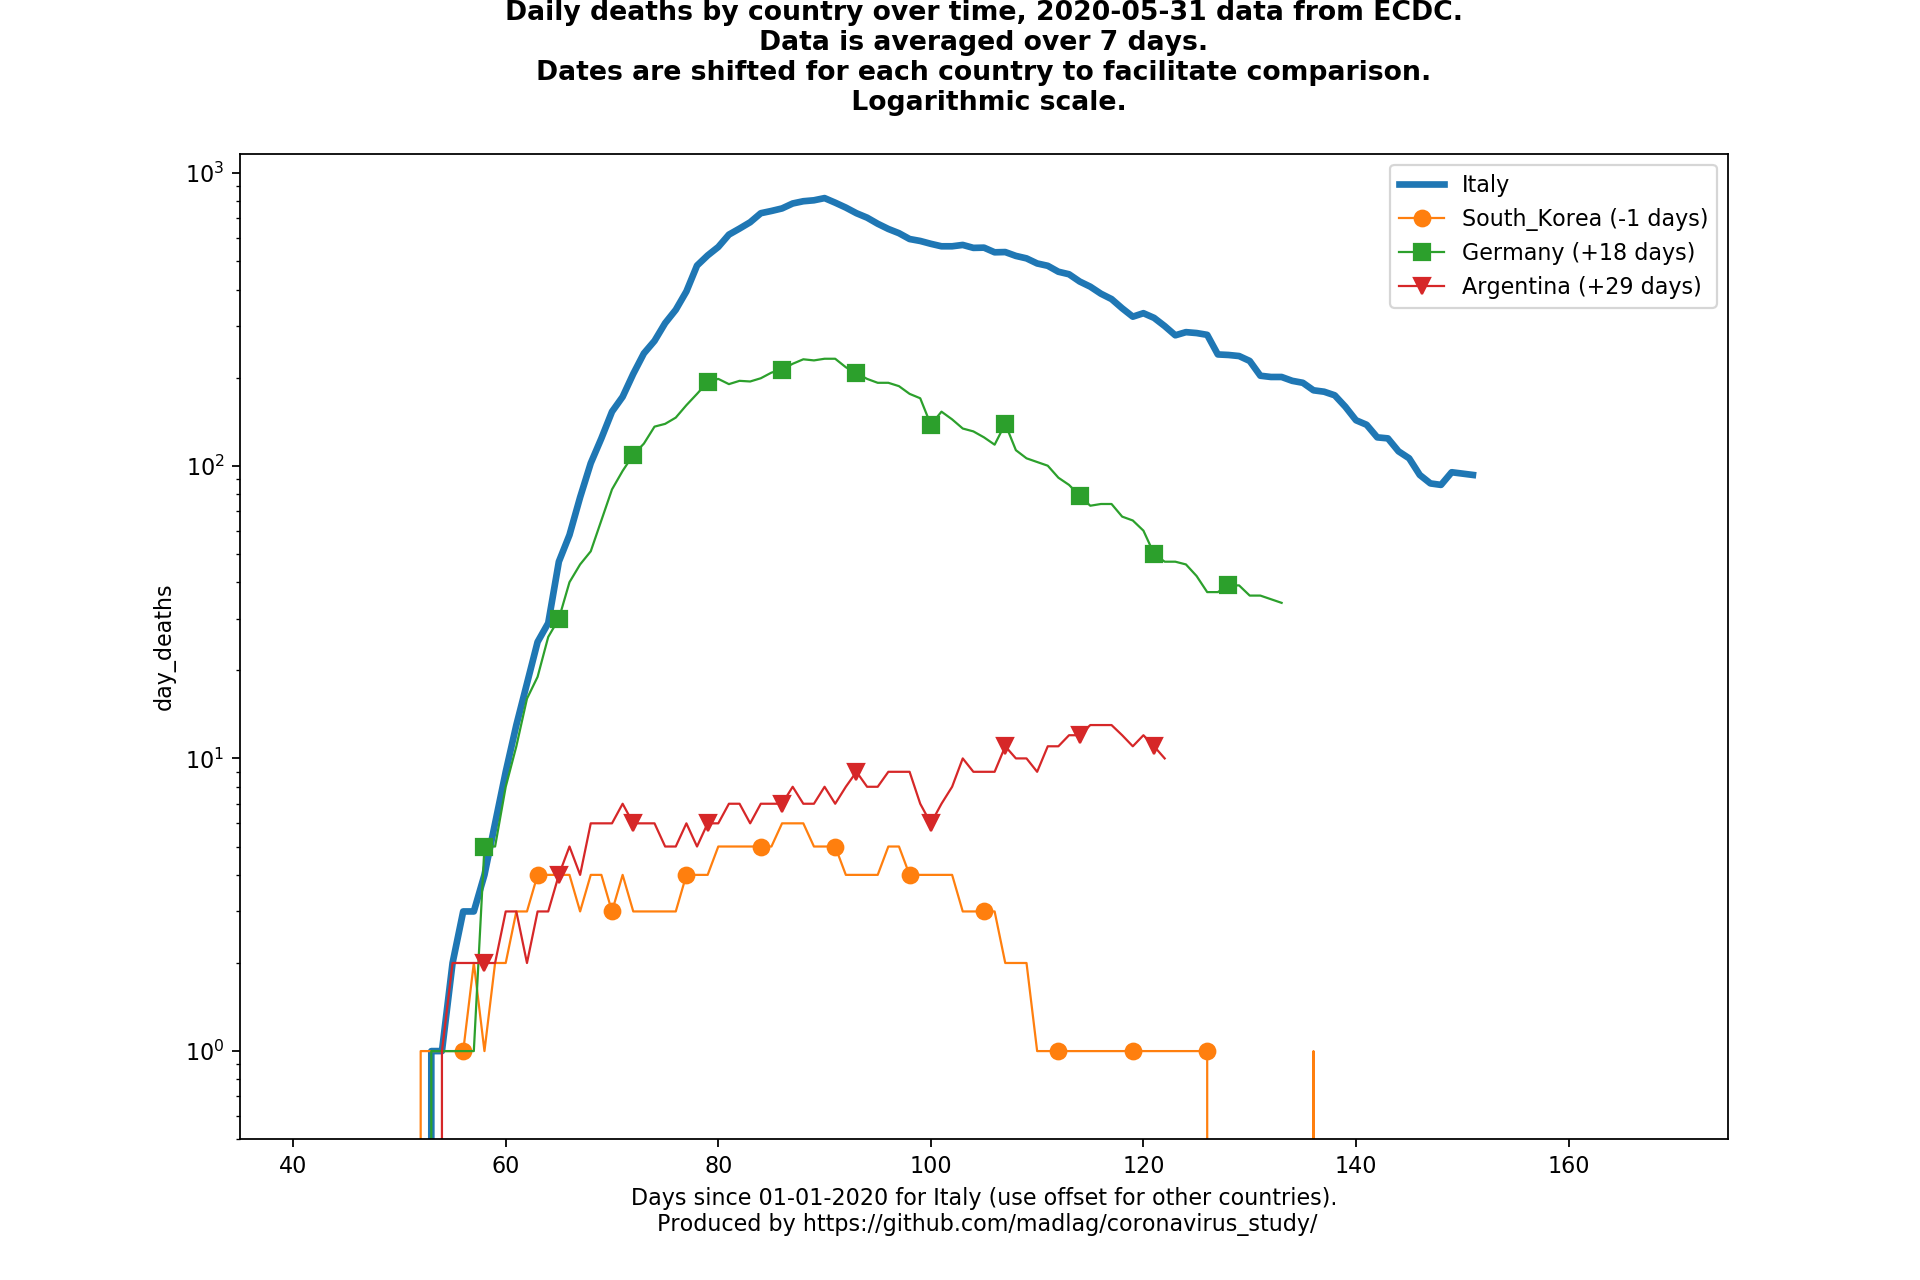 Daily deaths by country over time, 2020-05-31 data from ECDC.
Data is averaged over 7 days.
Dates are shifted for each country to facilitate comparison.
Logarithmic scale.
10³
10²
10¹
10⁰
day_deaths
Italy
South_Korea (-1 days)
Germany (+18 days)
Argentina (+29 days)
40 60 80 100 120 140 160
Days since 01-01-2020 for Italy (use offset for other countries).
Produced by https://github.com/madlag/coronavirus_study/